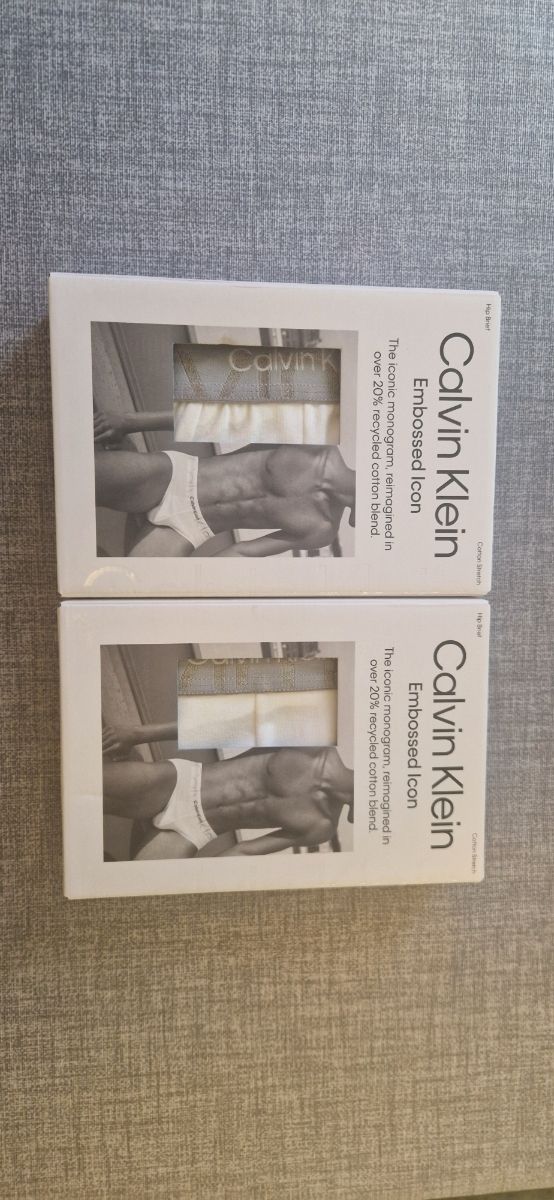 Hip Brief
Cotton Stretch
Calvin Klein
Embossed Icon
The iconic monogram, reimagined in
over 20% recycled cotton blend.
Calvin K
Hip Brief
Cotton Stretch
Calvin Klein
Embossed Icon
The iconic monogram, reimagined in
over 20% recycled cotton blend.